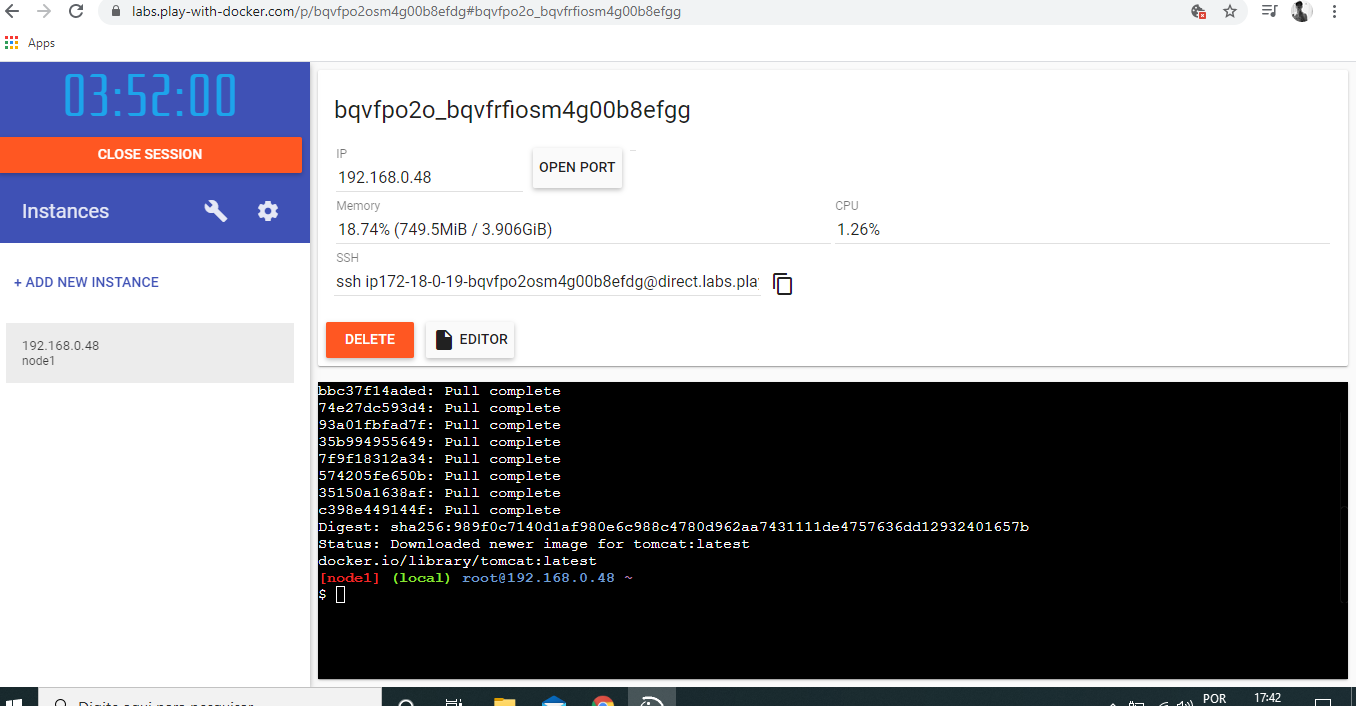 labs.play-with-docker.com/p/bqvfpo2osm4g00b8efdg#bqvfpo2o_bqvfrfiosm4g00b8efgg
Apps
03:52:00
CLOSE SESSION
Instances
+ ADD NEW INSTANCE
192.168.0.48
node1
bqvfpo2o_bqvfrfiosm4g00b8efgg
IP
192.168.0.48
OPEN PORT
Memory
18.74% (749.5MiB / 3.906GiB)
CPU
1.26%
SSH
ssh ip172-18-0-19-bqvfpo2osm4g00b8efdg@direct.labs.pla
DELETE
EDITOR
bbc37f14aded: Pull complete
74e27dc593d4: Pull complete
93a01fbfad7f: Pull complete
35b994955649: Pull complete
7f9f18312a34: Pull complete
574205fe650b: Pull complete
35150a1638af: Pull complete
c398e449144f: Pull complete
Digest: sha256:989f0c7140d1af980e6c988c4780d962aa7431111de4757636dd12932401657b
Status: Downloaded newer image for tomcat:latest
docker.io/library/tomcat:latest
[node1] (local) root@192.168.0.48 ~
$
Digite aqui para pesquisar
POR
17:42